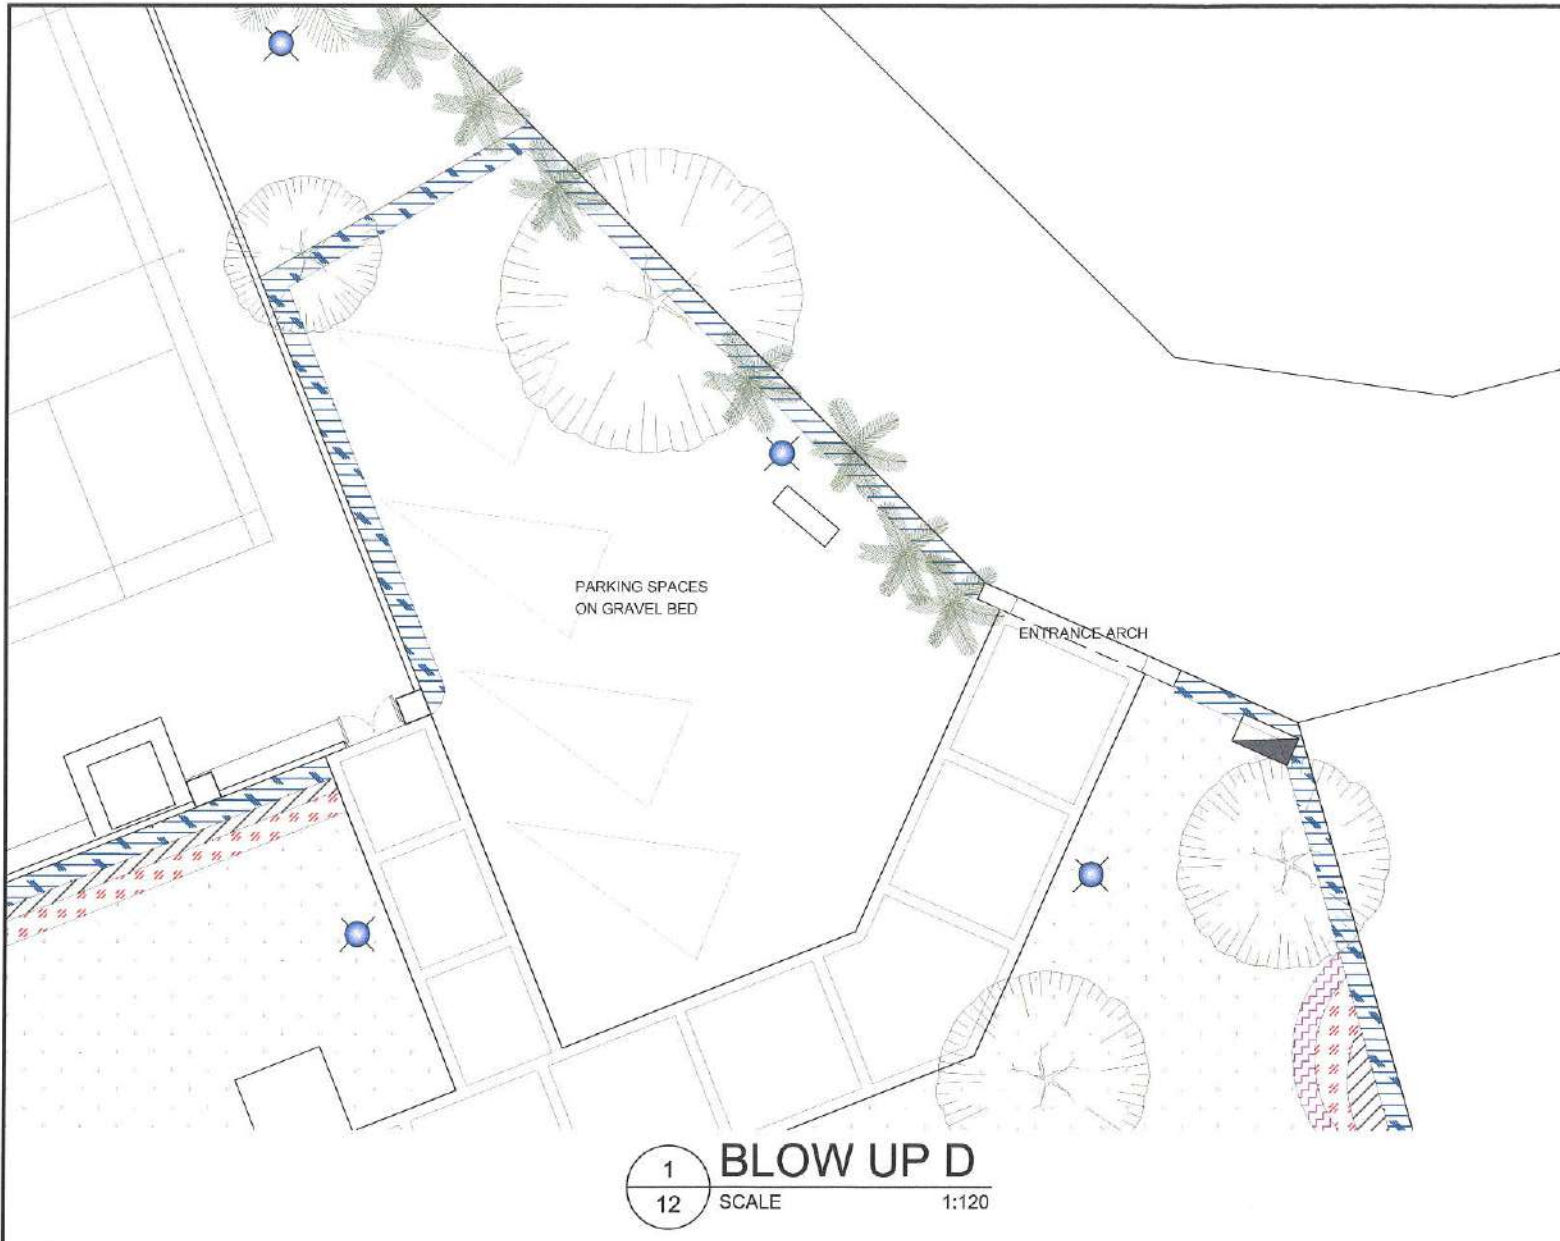 PARKING SPACES
ON GRAVEL BED
ENTRANCE ARCH
1
12
BLOW UP D
SCALE 1:120